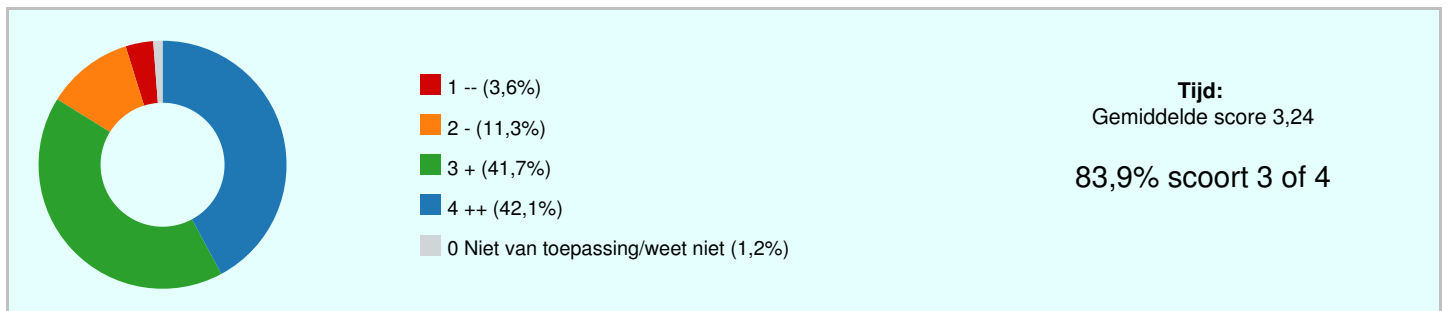 1 -- (3,6%)
2 - (11,3%)
3 + (41,7%)
4 ++ (42,1%)
0 Niet van toepassing/weet niet (1,2%)
Tijd:
Gemiddelde score 3,24
83,9% scoort 3 of 4